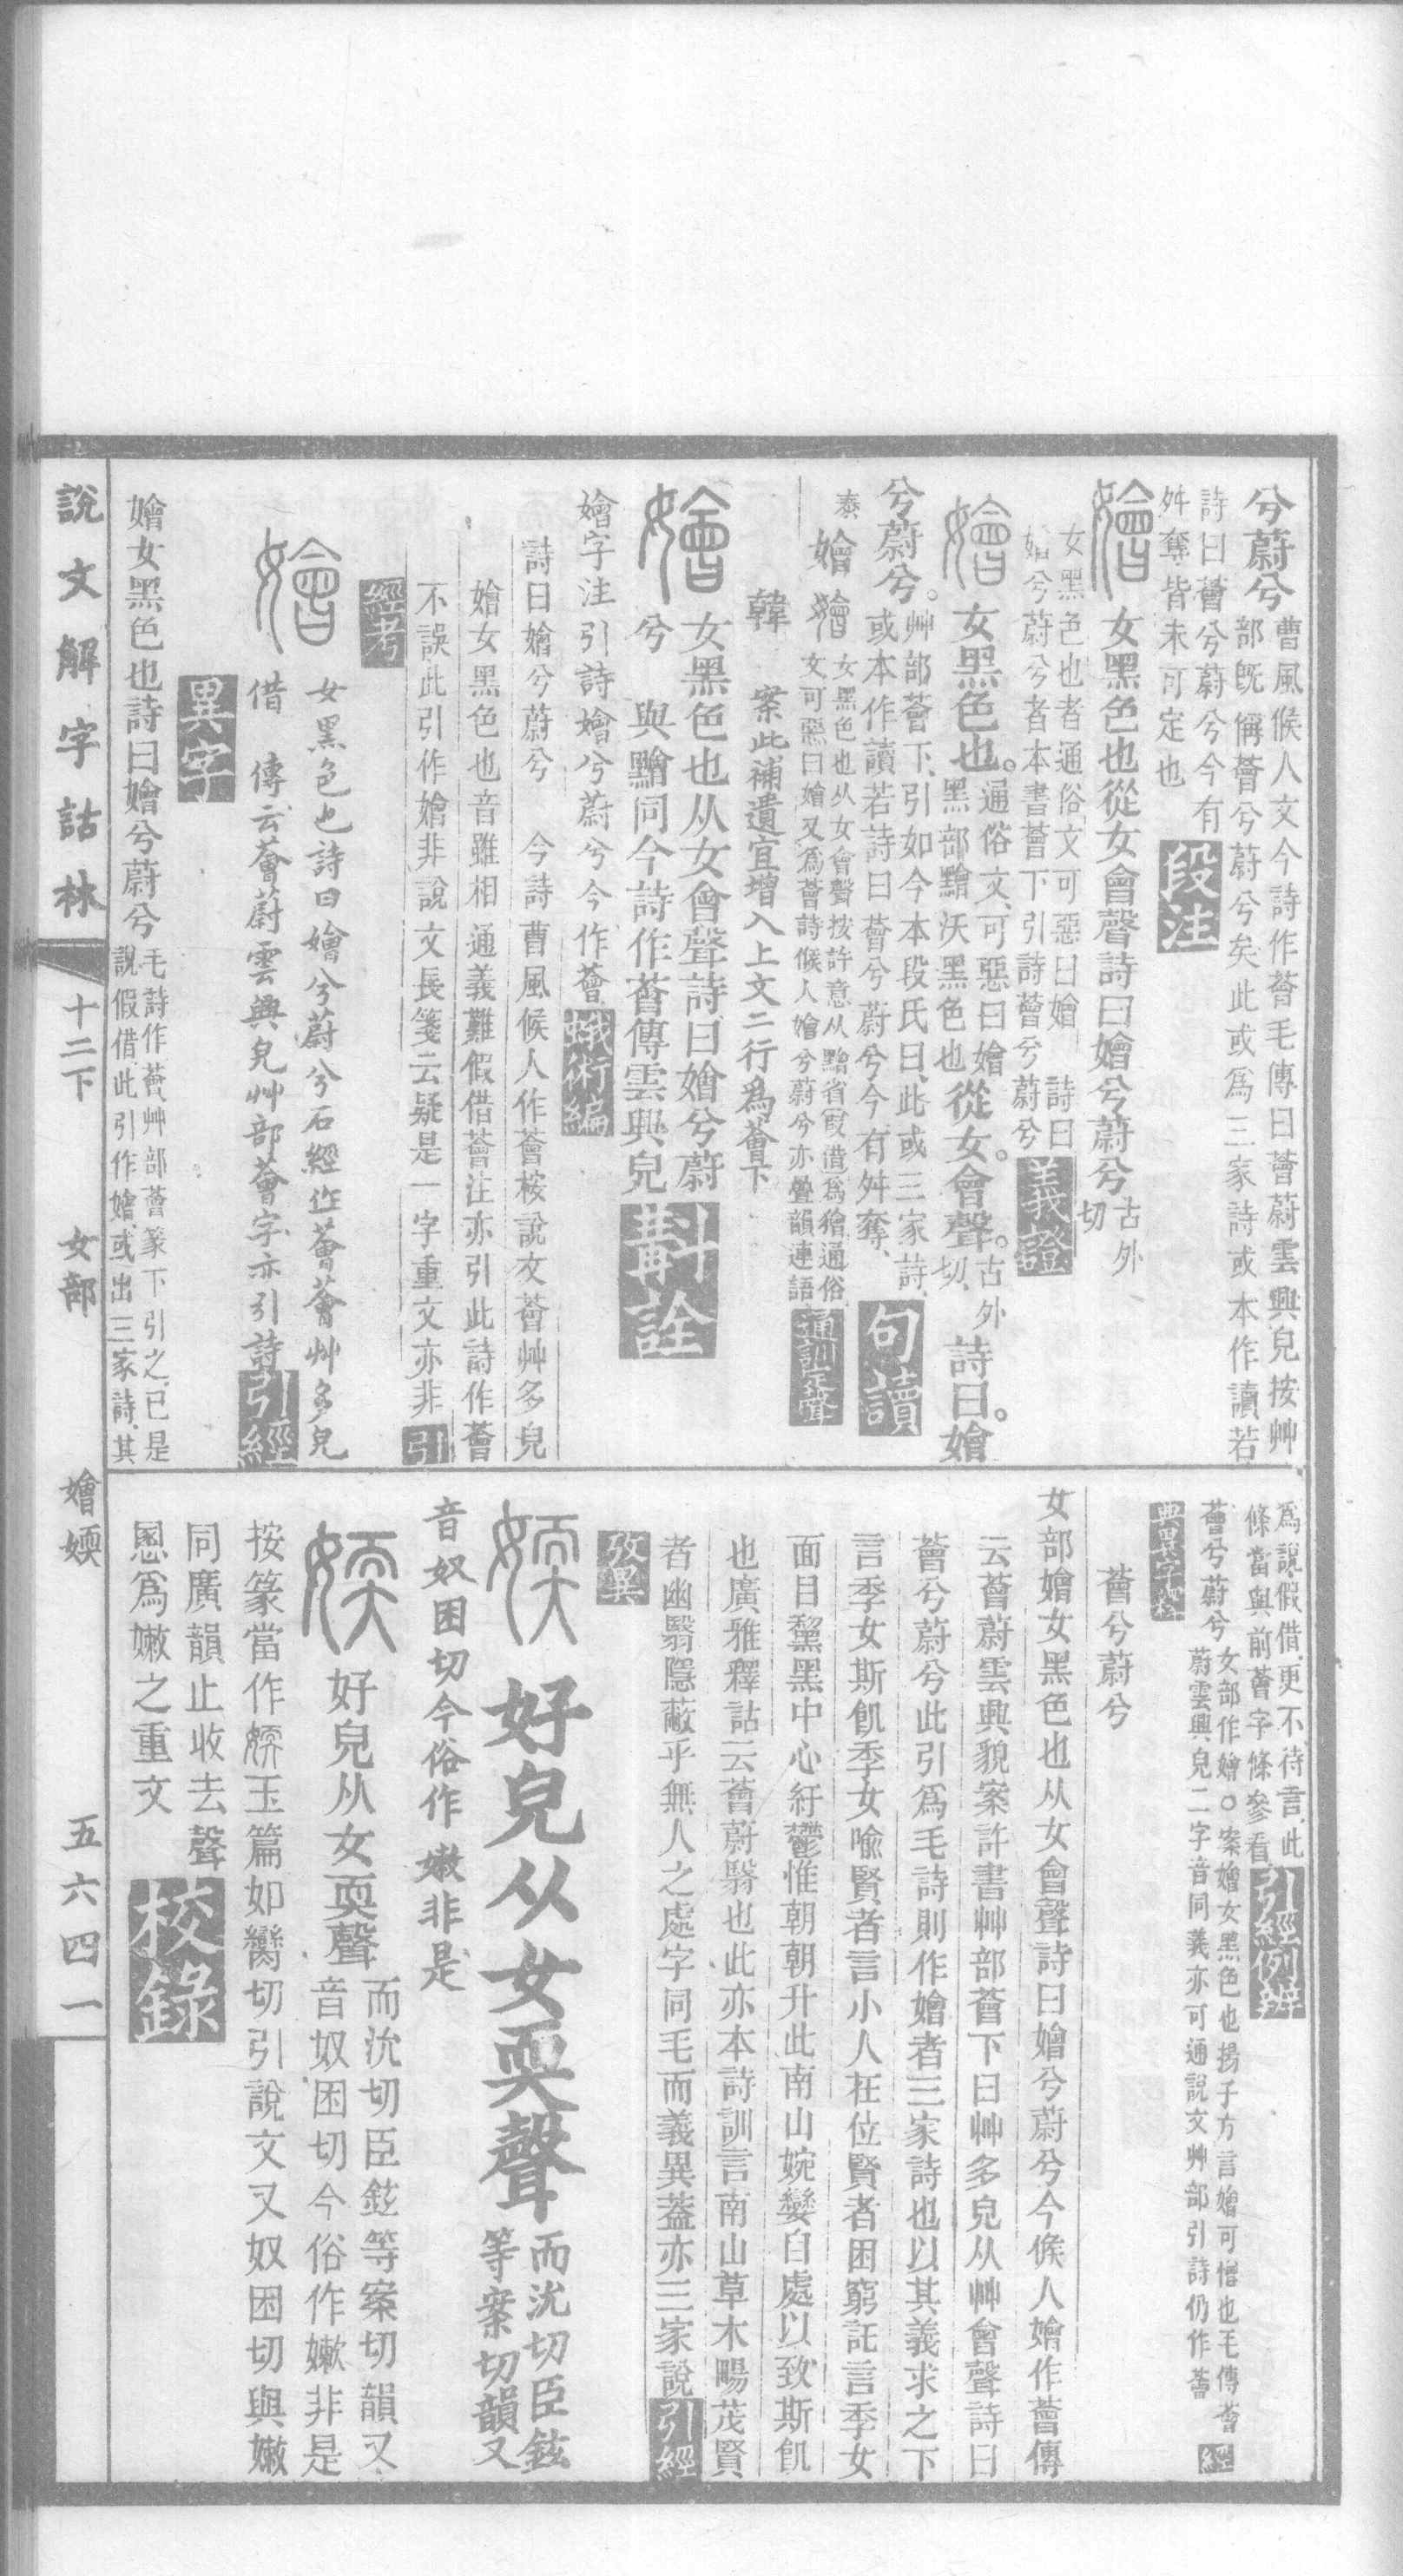 兮蔚兮曹風候人文今詩作薈毛傳曰薈蔚雲興皃按艸
部旣偁薈兮蔚兮矣此或爲三家詩或本作讀若
詩曰薈兮蔚兮今有
舛奪皆未可定也 段注
嬒 女黑色也從女會聲詩曰嬒兮蔚兮古外切
女黑色也者通俗文可惡曰嬒 詩曰
嬒兮蔚兮者本書薈下引詩薈兮蔚兮 義證
嬒 女黑色也。通俗文可惡曰嬒、黑部黵沃黑色也從女。會聲。古外切、詩曰。嬒
兮蔚兮。艸部薈下、引如今本段氏曰、此或三家詩、
或本作讀若詩曰薈兮蔚兮今有舛奪、 句讀
泰
嬒 女黑色也从女會聲按許意从黵省叚借爲獪通俗
文可惡曰嬒又爲薈詩候人嬒兮蔚兮亦疊韻連語 通訓定聲
韓 案此補遺宜增入上文二行爲薈下
嬒 女黑色也从女會聲詩曰嬒兮蔚
兮 與黵同今詩作薈傳雲興皃 斠詮
嬒字注引詩嬒兮蔚兮今作薈 蛾術編
詩曰嬒兮蔚兮 今詩曹風候人作薈桉說文薈艸多皃
嬒女黑色也音雖相通義難假借薈注亦引此詩作薈
不誤此引作嬒非說文長箋云疑是一字重文亦非 引
經考
嬒 女黑色也詩曰嬒兮蔚兮石經作薈薈艸多皃
借 傳云薈蔚雲興皃艸部薈字亦引詩 引經
異字
嬒女黑色也詩曰嬒兮蔚兮毛詩作薈、艸部薈篆下引之、已是
說假借、此引作嬒、或出三家詩、其
說文解字詁林 十二下 女部 嬒㜛 五六四一
爲說假借、更不待言、此
條當與前薈字條參看、 引經例辨
薈兮蔚兮女部作嬒○案嬒女黑色也揚子方言嬒可憎也毛傳薈
蔚雲興皃二字音同義亦可通說文艸部引詩仍作薈 經
典異字釋
薈兮蔚兮
女部嬒女黑色也从女會聲詩曰嬒兮蔚兮今候人嬒作薈傳
云薈蔚雲興貌案許書艸部薈下曰艸多皃从艸會聲詩曰
薈兮蔚兮此引爲毛詩則作嬒者三家詩也以其義求之下
言季女斯飢季女喩賢者言小人在位賢者困窮託言季女
面目黧黑中心紆鬱惟朝朝升此南山婉孌自處以致斯飢
也廣雅釋詁云薈蔚翳也此亦本詩訓言南山草木暢茂賢
者幽翳隱蔽乎無人之處字同毛而義異蓋亦三家說 引經
攷異
㜛 好皃从女耎聲而沇切臣鉉
等案切韻又
音奴困切今俗作嫩非是
㜛 好皃从女耎聲 而沇切臣鉉等案切韻又
音奴困切今俗作嫩非是
按篆當作㜛玉篇如臠切引說文又奴困切與嫩
同廣韻止收去聲
㥾爲嫩之重文 校錄